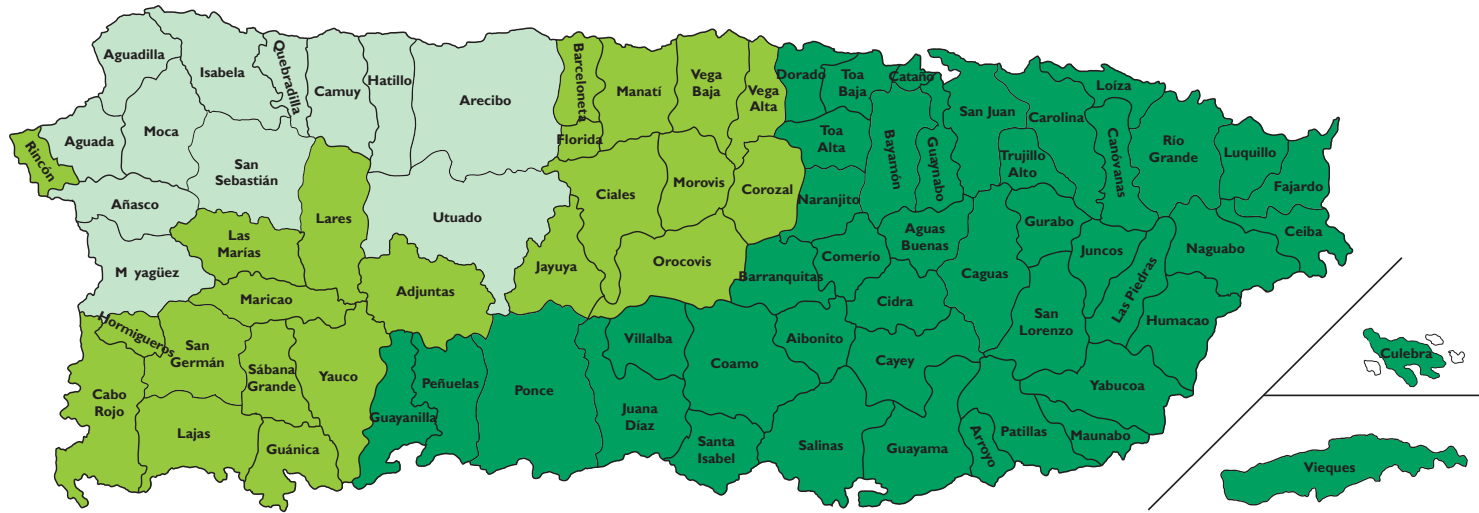 Aguadilla
Isabela
Quebradilla
Camuy
Hatillo
Arecibo
Barceloneta
Manatí
Vega
Baja
Vega
Alta
Dorado
Toa
Baja
Cataño
San Juan
Carolina
Loíza
Rincón
Aguada
Moca
San
Sebastián
Florida
Toa
Alta
Bayamón
Guaynabo
Trujillo
Alto
Canóvanas
Río
Grande
Luquillo
Fajardo
Añasco
Lares
Utuado
Ciales
Morovis
Corozal
Naranjito
Las
Marías
M yagüez
Maricao
Adjuntas
Jayuya
Orocovis
Barranquitas
Comerío
Aguas
Buenas
Caguas
Gurabo
Juncos
Las Piedras
Naguabo
Ceiba
Hormigueros
San
Germán
Sábana
Grande
Yauco
Cidra
San
Lorenzo
Humacao
Cabo
Rojo
Lajas
Guánica
Guayanilla
Peñuelas
Ponce
Villalba
Juana
Díaz
Coamo
Aibonito
Cayey
Yabucoa
Santa
Isabel
Salinas
Guayama
Arroyo
Patillas
Maunabo
Culebra
Vieques